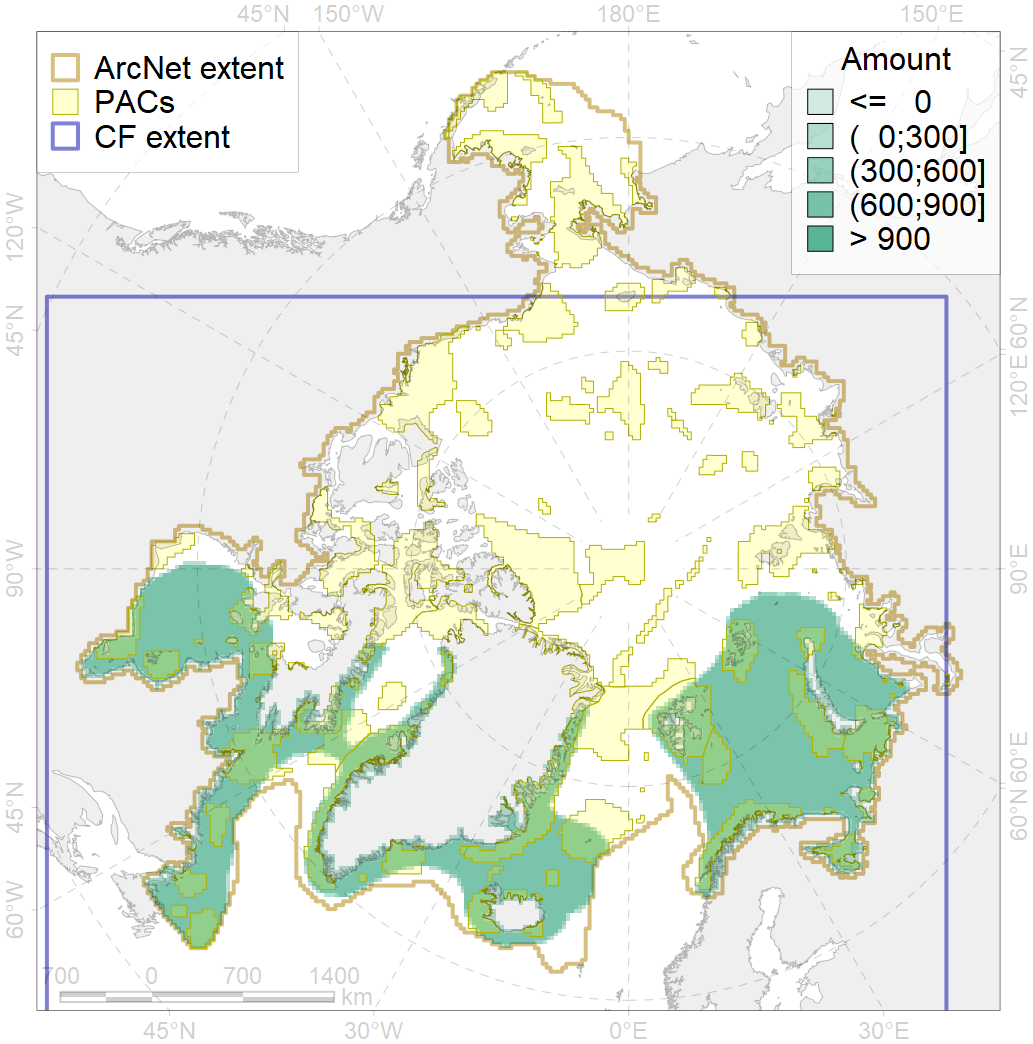 45°N 150°W 180°E 150°E
ArcNet extent
PACs
CF extent
Amount
<= 0
( 0;300]
(300;600]
(600;900]
> 900
45°N
120°W
45°N
60°N
120°E
90°W
90°E
60°E
45°N
60°N
60°W
700 0 700 1400
km
45°N 30°W 0°E 30°E